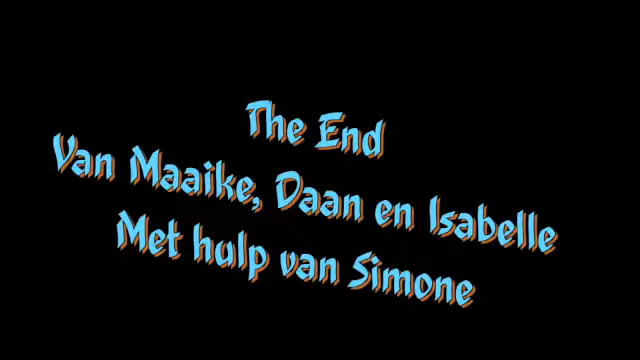 The End
Van Maaike, Daan en Isabelle
Met hulp van Simone